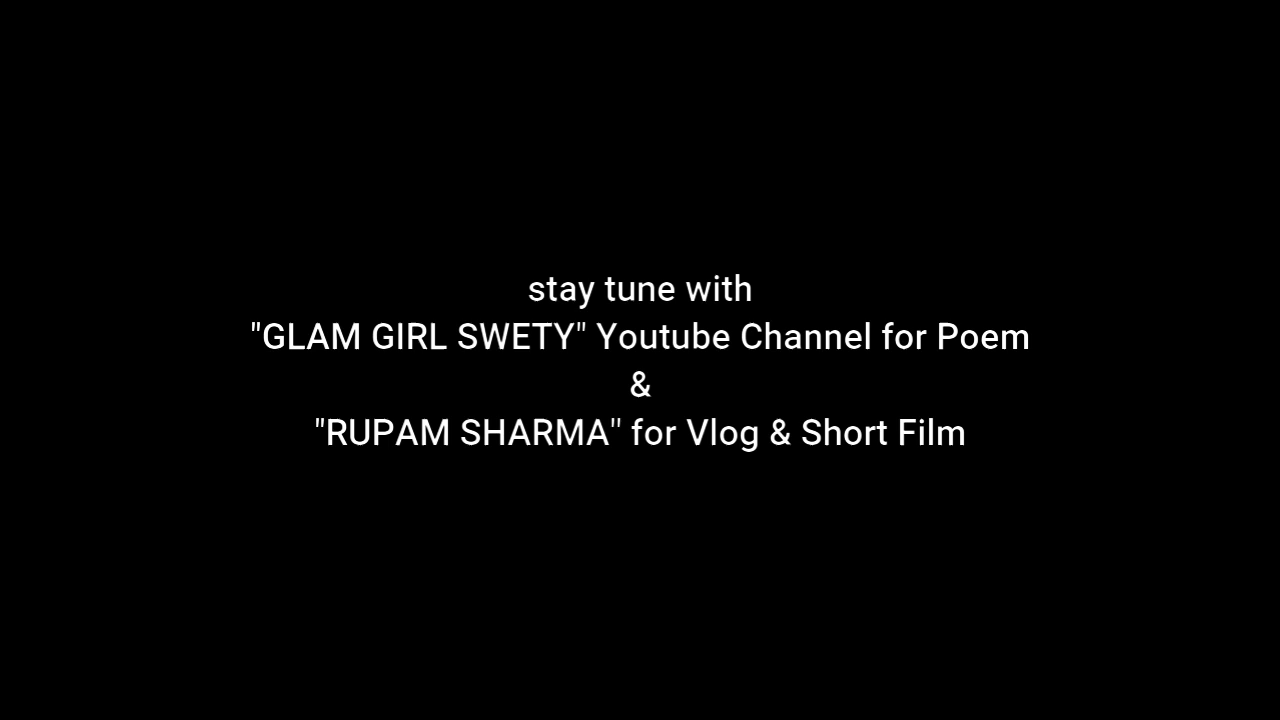 stay tune with
"GLAM GIRL SWETY" Youtube Channel for Poem
&
"RUPAM SHARMA" for Vlog & Short Film